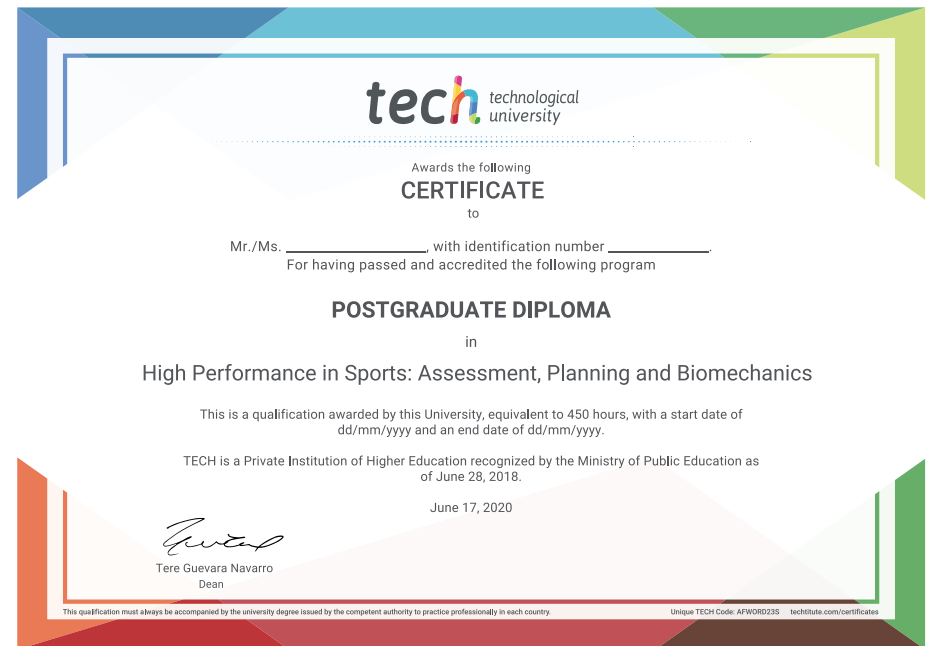 tech technological
university
Awards the following
CERTIFICATE
to
Mr./Ms. ____________, with identification number ____________.
For having passed and accredited the following program
POSTGRADUATE DIPLOMA
in
High Performance in Sports: Assessment, Planning and Biomechanics
This is a qualification awarded by this University, equivalent to 450 hours, with a start date of
dd/mm/yyyy and an end date of dd/mm/yyyy.
TECH is a Private Institution of Higher Education recognized by the Ministry of Public Education as
of June 28, 2018.
June 17, 2020
Tere Guevara Navarro
Dean
This qualification must always be accompanied by the university degree issued by the competent authority to practice professionally in each country.
Unique TECH Code: AFWORD23S techtitute.com/certificates